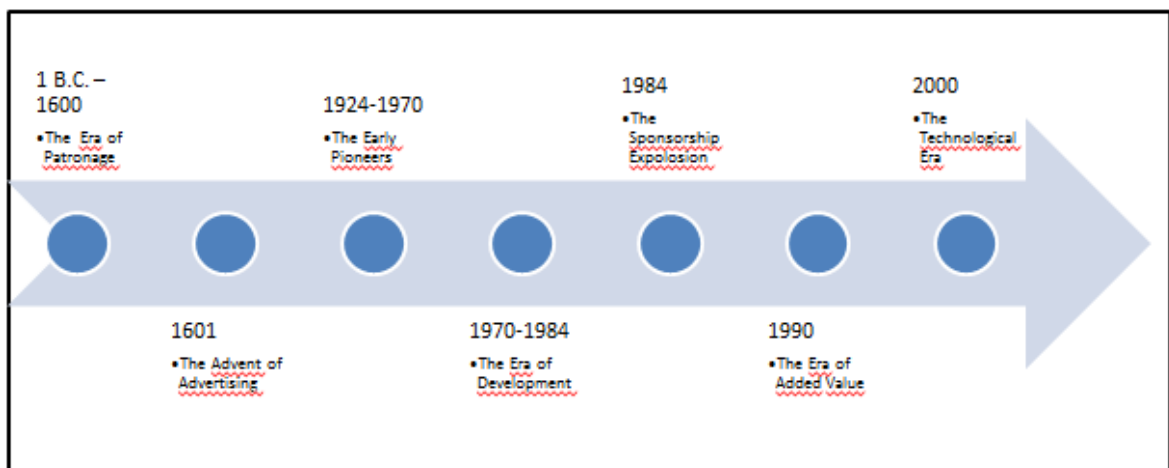 1 B.C. –
1600
•The Era of
Patronage
1601
•The Advent of
Advertising
1924-1970
•The Early
Pioneers
1970-1984
•The Era of
Development
1984
•The
Sponsorship
Expolosion
1990
•The Era of
Added Value
2000
•The
Technological
Era